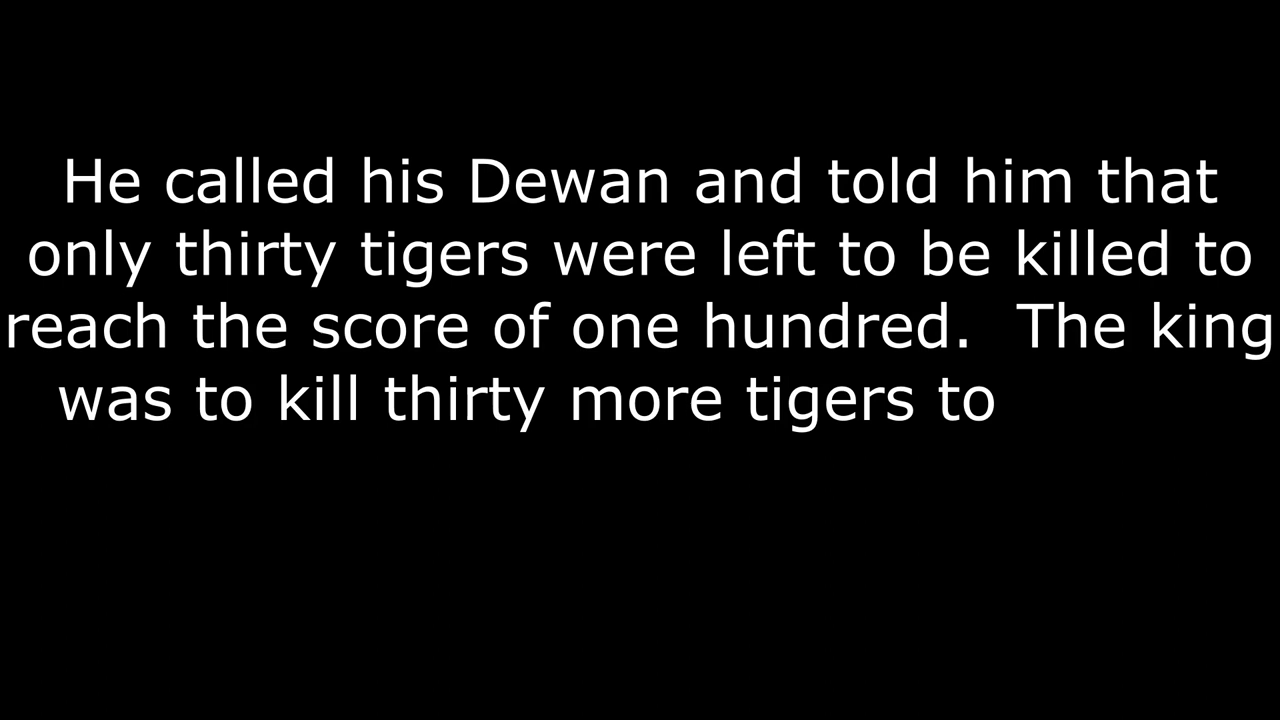 He called his Dewan and told him that
only thirty tigers were left to be killed to
reach the score of one hundred.  The king
was to kill thirty more tigers to